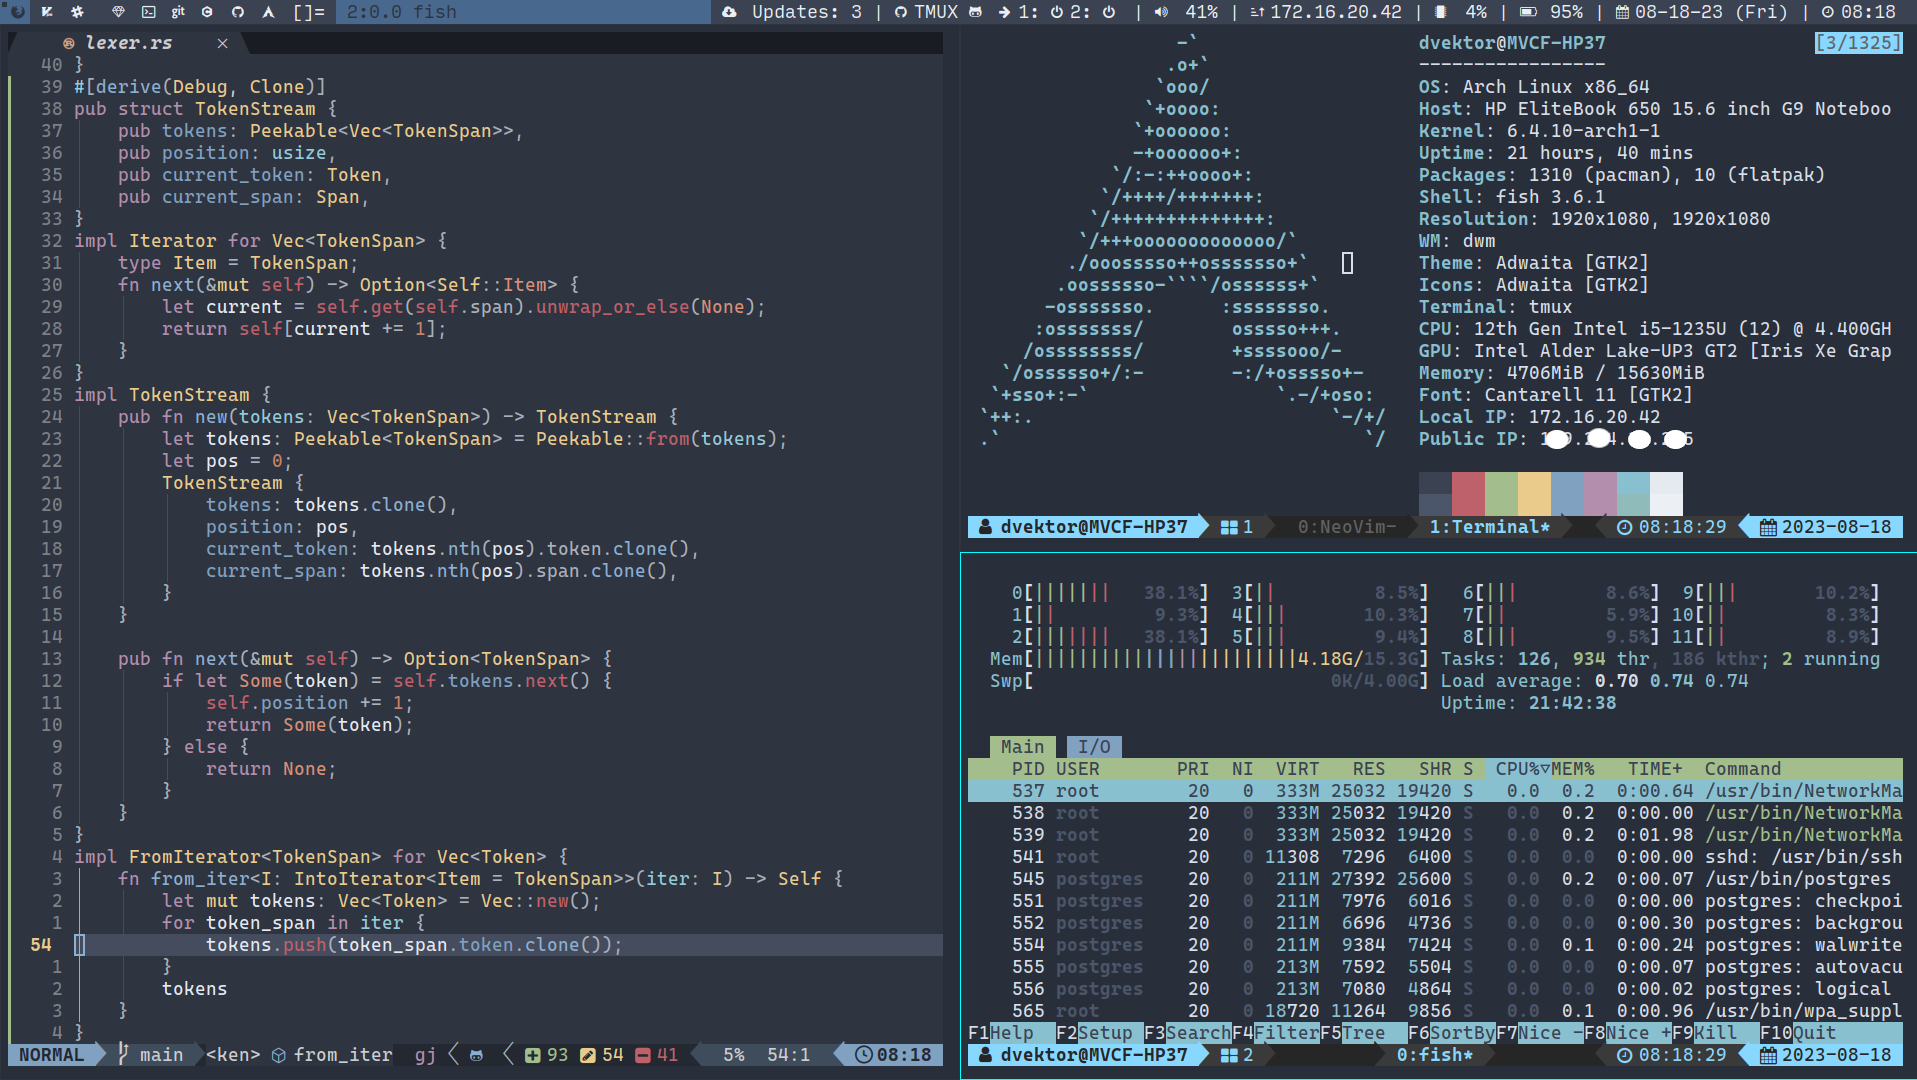 git []= 2:0.0 fish Updates: 3 | TMUX 1: 2: | 41% | 172.16.20.42 | 4% | 95% | 08-18-23 (Fri) | 08:18
lexer.rs ×
40 }
39 #[derive(Debug, Clone)]
38 pub struct TokenStream {
37 pub tokens: Peekable<Vec<TokenSpan>>,
36 pub position: usize,
35 pub current_token: Token,
34 pub current_span: Span,
33 }
32 impl Iterator for Vec<TokenSpan> {
31 type Item = TokenSpan;
30 fn next(&mut self) -> Option<Self::Item> {
29 let current = self.get(self.span).unwrap_or_else(None);
28 return self[current += 1];
27 }
26 }
25 impl TokenStream {
24 pub fn new(tokens: Vec<TokenSpan>) -> TokenStream {
23 let tokens: Peekable<TokenSpan> = Peekable::from(tokens);
22 let pos = 0;
21 TokenStream {
20 tokens: tokens.clone(),
19 position: pos,
18 current_token: tokens.nth(pos).token.clone(),
17 current_span: tokens.nth(pos).span.clone(),
16 }
15 }
14
13 pub fn next(&mut self) -> Option<TokenSpan> {
12 if let Some(token) = self.tokens.next() {
11 self.position += 1;
10 return Some(token);
9 } else {
8 return None;
7 }
6 }
5 }
4 impl FromIterator<TokenSpan> for Vec<Token> {
3 fn from_iter<I: IntoIterator<Item = TokenSpan>>(iter: I) -> Self {
2 let mut tokens: Vec<Token> = Vec::new();
1 for token_span in iter {
54 tokens.push(token_span.token.clone());
1 }
2 tokens
3 }
4 }
NORMAL main <ken> from_iter gj 93 54 41 5% 54:1 08:18
-`
.o+`
`ooo/
`+oooo:
`+oooooo:
-+oooooo+:
`/:-:++oooo+:
`/++++/+++++++:
`/++++++++++++++:
`/+++ooooooooooooo/`
./ooosssso++osssssso+`
.oossssso-````/ossssss+`
-osssssso. :ssssssso.
:osssssss/ osssso+++.
/ossssssss/ +ssssooo/-
`/ossssso+/:- -:/+osssso+-
`+sso+:-` `.-/+oso:
`++:. `-/+/
.` `/
dvektor@MVCF-HP37 [3/1325]
-----------------
OS: Arch Linux x86_64
Host: HP EliteBook 650 15.6 inch G9 Noteboo
Kernel: 6.4.10-arch1-1
Uptime: 21 hours, 40 mins
Packages: 1310 (pacman), 10 (flatpak)
Shell: fish 3.6.1
Resolution: 1920x1080, 1920x1080
WM: dwm
Theme: Adwaita [GTK2]
Icons: Adwaita [GTK2]
Terminal: tmux
CPU: 12th Gen Intel i5-1235U (12) @ 4.400GH
GPU: Intel Alder Lake-UP3 GT2 [Iris Xe Grap
Memory: 4706MiB / 15630MiB
Font: Cantarell 11 [GTK2]
Local IP: 172.16.20.42
Public IP:
dvektor@MVCF-HP37 1 0:NeoVim- 1:Terminal* 08:18:29 2023-08-18
0[||||||| 38.1%] 3[|| 8.5%] 6[||| 8.6%] 9[||| 10.2%]
1[|| 9.3%] 4[||| 10.3%] 7[|| 5.9%] 10[|| 8.3%]
2[||||||| 38.1%] 5[||| 9.4%] 8[||| 9.5%] 11[|| 8.9%]
Mem[||||||||||||||||||||||||4.18G/15.3G] Tasks: 126, 934 thr, 186 kthr; 2 running
Swp[ 0K/4.00G] Load average: 0.70 0.74 0.74
Uptime: 21:42:38
Main I/O
PID USER PRI NI VIRT RES SHR S CPU%▽MEM% TIME+ Command
537 root 20 0 333M 25032 19420 S 0.0 0.2 0:00.64 /usr/bin/NetworkMa
538 root 20 0 333M 25032 19420 S 0.0 0.2 0:00.00 /usr/bin/NetworkMa
539 root 20 0 333M 25032 19420 S 0.0 0.2 0:01.98 /usr/bin/NetworkMa
541 root 20 0 11308 7296 6400 S 0.0 0.0 0:00.00 sshd: /usr/bin/ssh
545 postgres 20 0 211M 27392 25600 S 0.0 0.2 0:00.07 /usr/bin/postgres
551 postgres 20 0 211M 7976 6016 S 0.0 0.0 0:00.00 postgres: checkpoi
552 postgres 20 0 211M 6696 4736 S 0.0 0.0 0:00.30 postgres: backgrou
554 postgres 20 0 211M 9384 7424 S 0.0 0.1 0:00.24 postgres: walwrite
555 postgres 20 0 213M 7592 5504 S 0.0 0.0 0:00.07 postgres: autovacu
556 postgres 20 0 213M 7080 4864 S 0.0 0.0 0:00.02 postgres: logical
565 root 20 0 18720 11264 9856 S 0.0 0.1 0:00.96 /usr/bin/wpa_suppl
F1Help F2Setup F3SearchF4FilterF5Tree F6SortByF7Nice -F8Nice +F9Kill F10Quit
dvektor@MVCF-HP37 2 0:fish* 08:18:29 2023-08-18